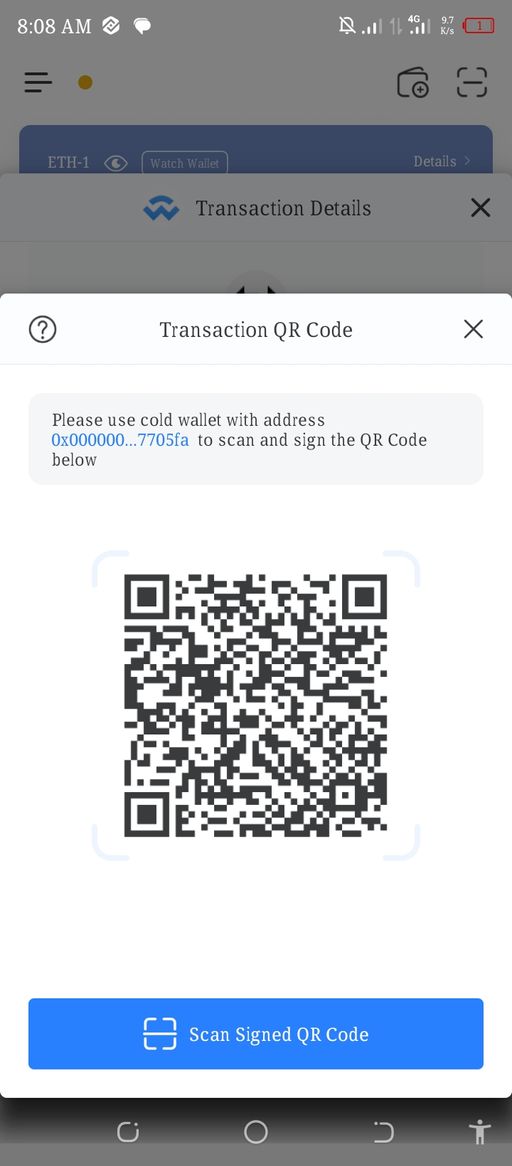 8:08 AM
4G
9.7
K/s
1
ETH-1
Watch Wallet
Details
Transaction Details
Transaction QR Code
Please use cold wallet with address
0x000000...7705fa to scan and sign the QR Code
below
Scan Signed QR Code